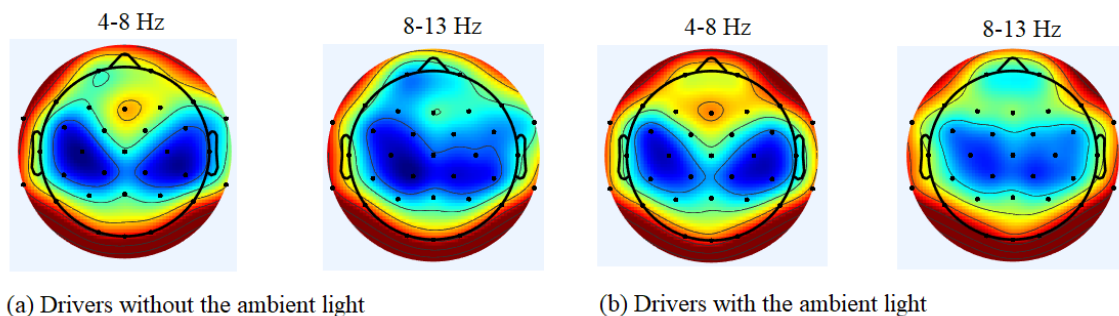 4-8 Hz
8-13 Hz
4-8 Hz
8-13 Hz
(a) Drivers without the ambient light
(b) Drivers with the ambient light